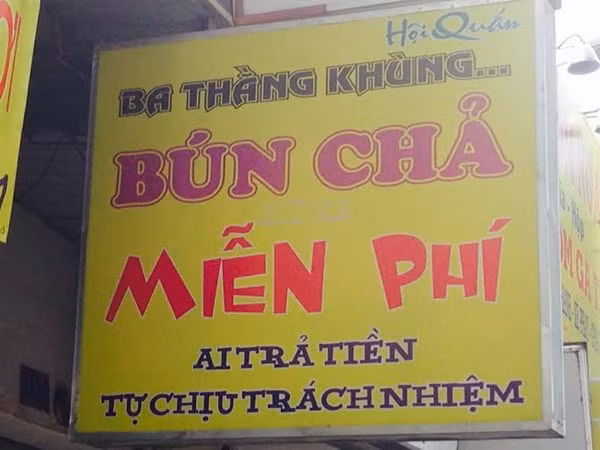 Hội Quán
BA THẰNG KHÙNG...
BÚN CHẢ
MIỄN PHÍ
AI TRẢ TIỀN
TỰ CHỊU TRÁCH NHIỆM